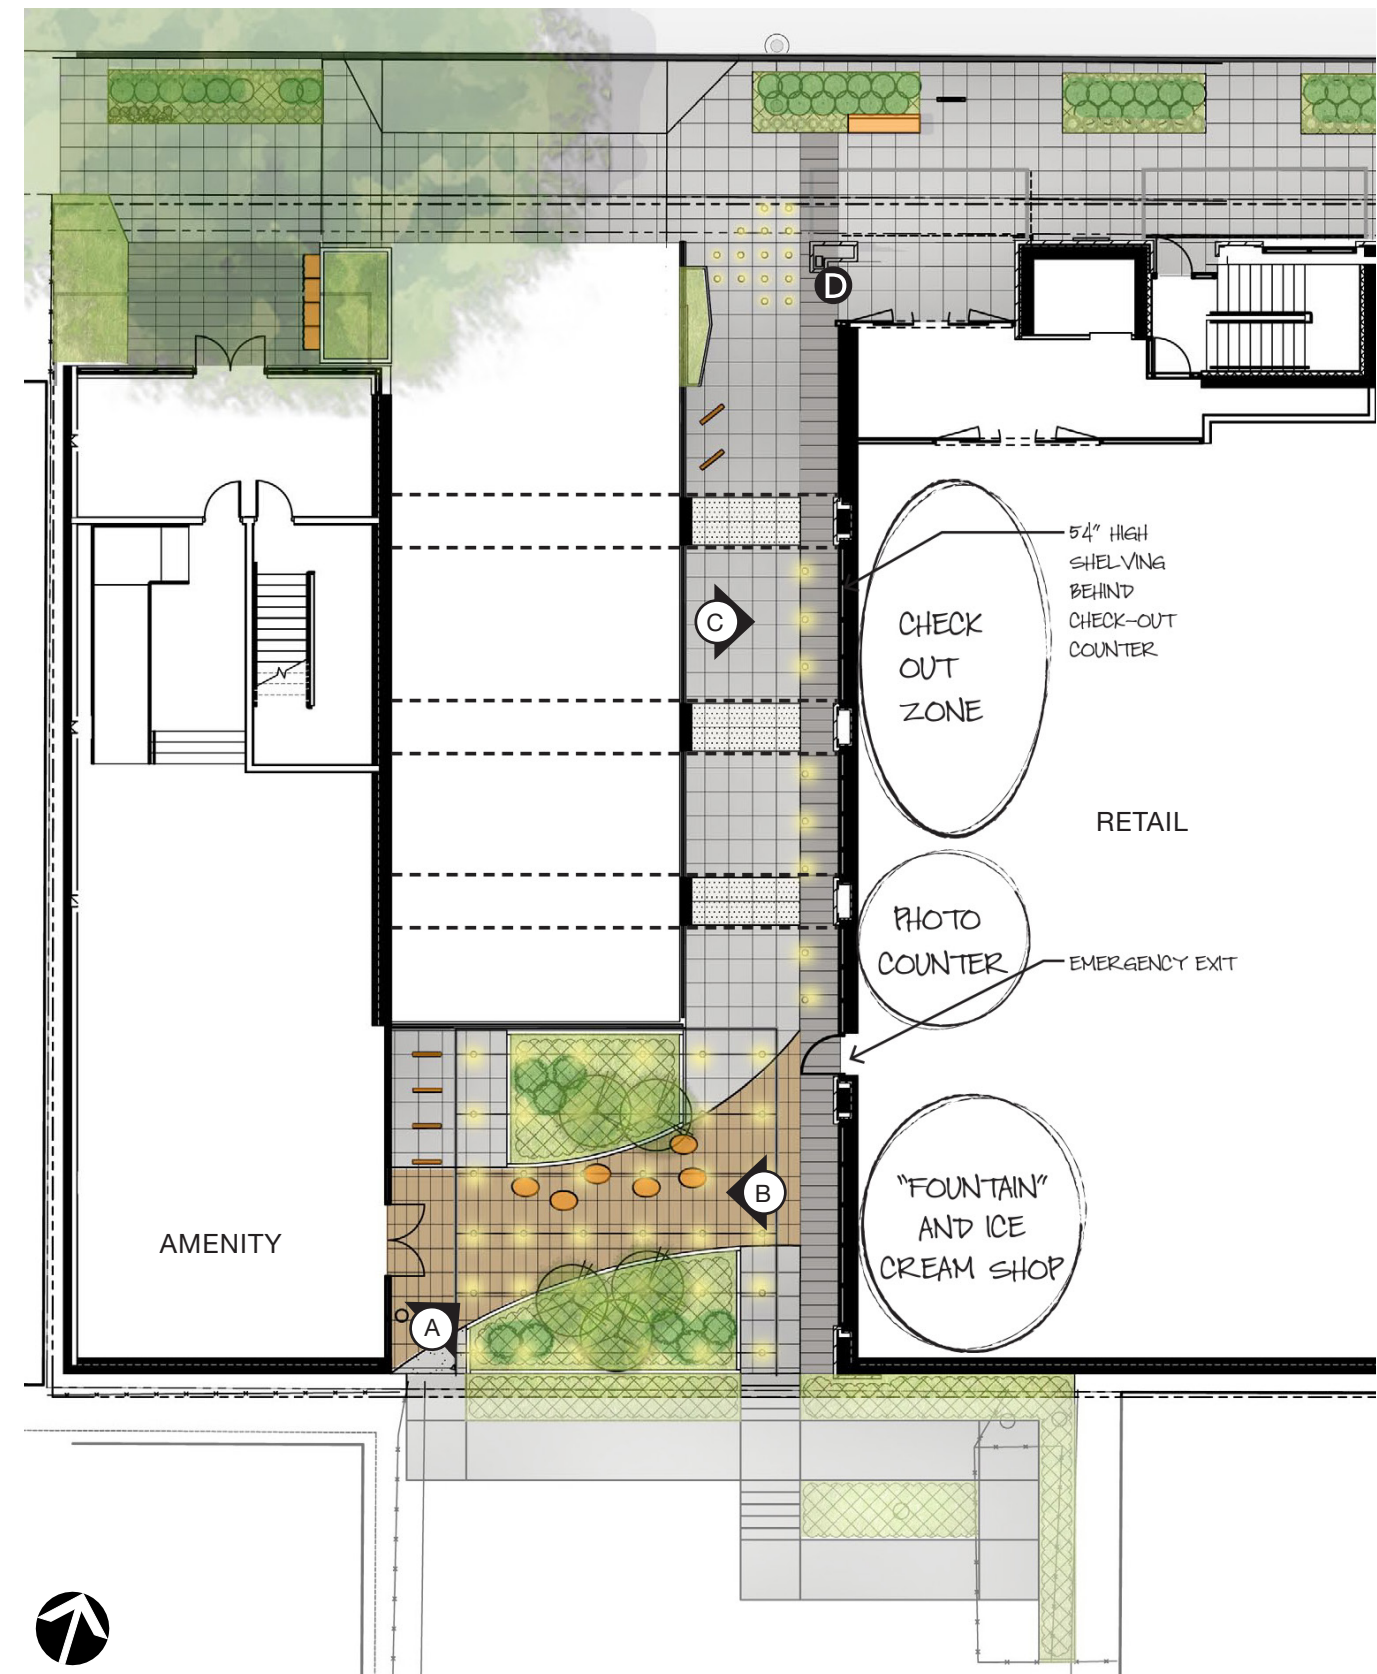 D
54" HIGH
SHELVING
BEHIND
CHECK-OUT
COUNTER
C
CHECK
OUT
ZONE
RETAIL
PHOTO
COUNTER
EMERGENCY EXIT
B
"FOUNTAIN"
AND ICE
CREAM SHOP
AMENITY
A